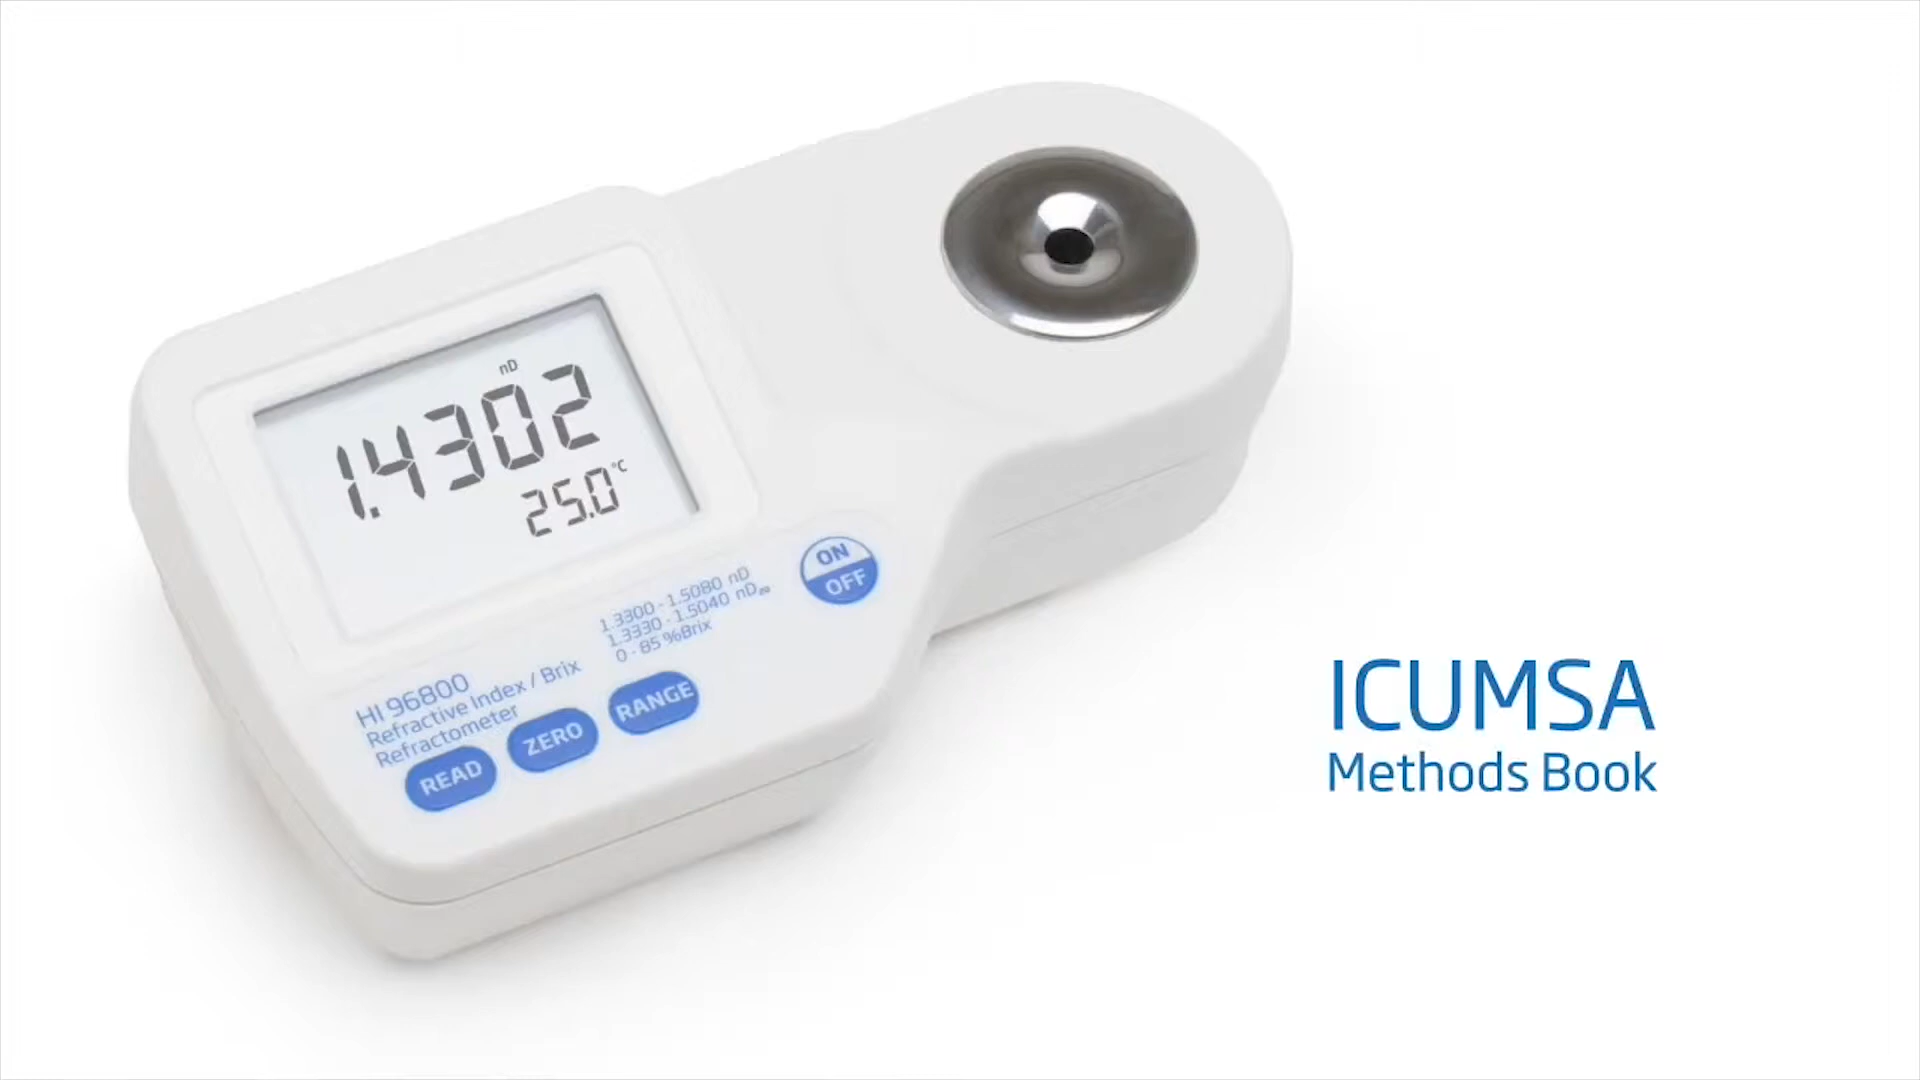 nD
1.4302
25.0°C
ON
OFF
1.3300 - 1.5080 nD
1.3330 - 1.5040 nD₂₀
0 - 85 %Brix
HI 96800
Refractive Index / Brix
Refractometer
READ
ZERO
RANGE
ICUMSA
Methods Book